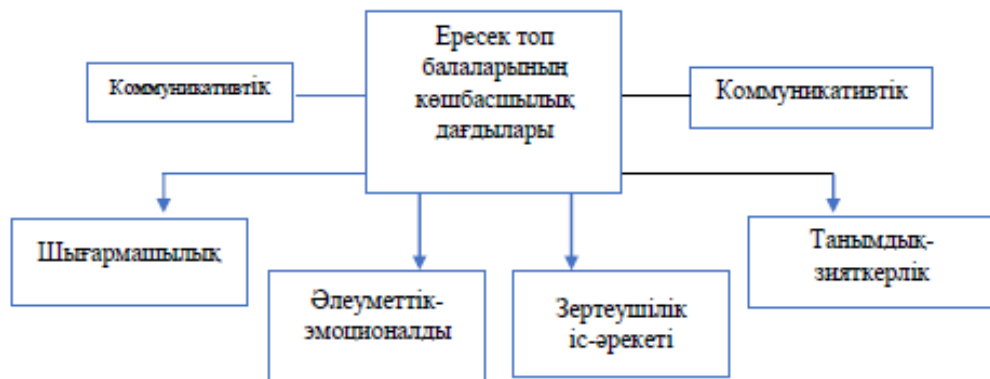 Ересек топ
балаларының
көшбасшылық
дағдылары
Коммуникативтік
Коммуникативтік
Шығармашылық
Әлеуметтік-
эмоционалды
Зертеушілік
іс-әрекеті
Танымдық-
зияткерлік